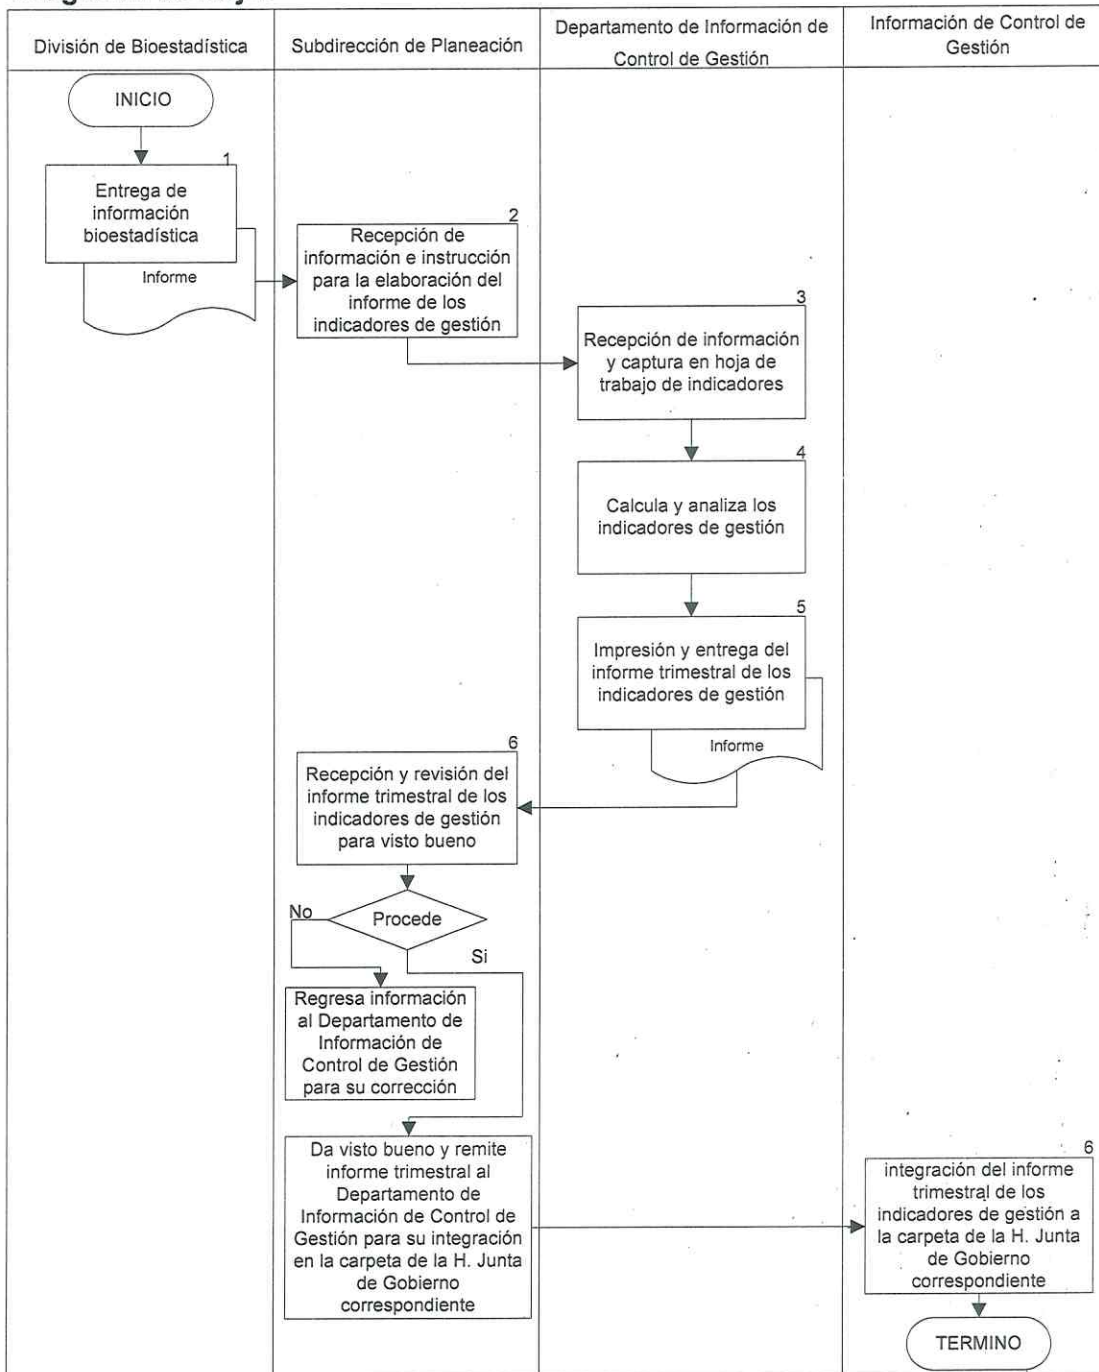 División de Bioestadística
Subdirección de Planeación
Departamento de Información de
Control de Gestión
Información de Control de
Gestión
INICIO
1
Entrega de
información
bioestadística
Informe
2
Recepción de
información e instrucción
para la elaboración del
informe de los
indicadores de gestión
3
Recepción de información
y captura en hoja de
trabajo de indicadores
4
Calcula y analiza los
indicadores de gestión
5
Impresión y entrega del
informe trimestral de los
indicadores de gestión
Informe
6
Recepción y revisión del
informe trimestral de los
indicadores de gestión
para visto bueno
Procede
No
Si
Regresa información
al Departamento de
Información de
Control de Gestión
para su corrección
Da visto bueno y remite
informe trimestral al
Departamento de
Información de Control de
Gestión para su integración
en la carpeta de la H. Junta
de Gobierno
correspondiente
6
integración del informe
trimestral de los
indicadores de gestión a
la carpeta de la H. Junta
de Gobierno
correspondiente
TERMINO